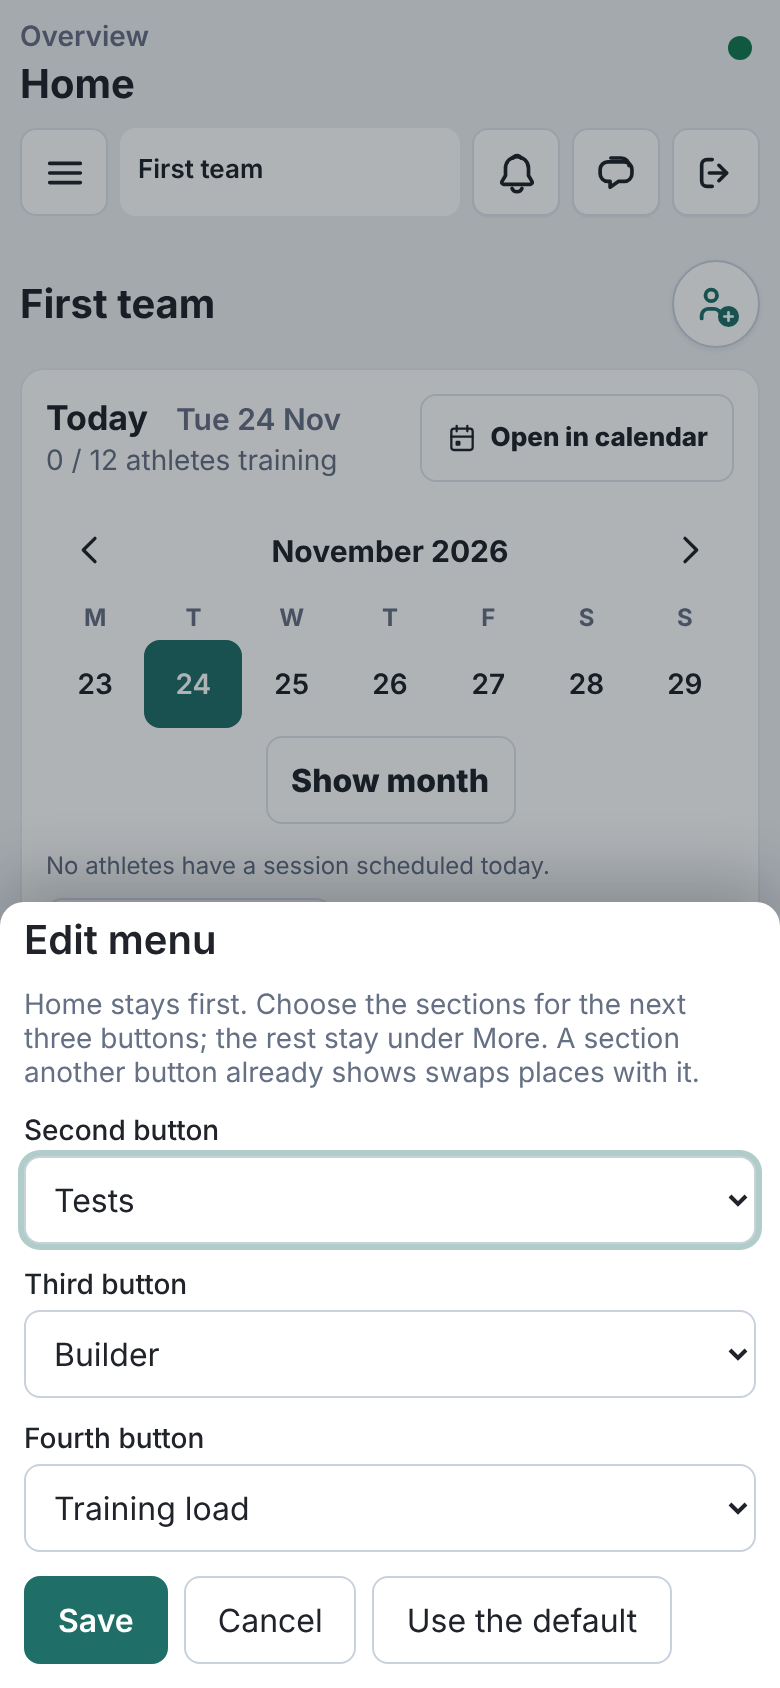 Overview
Home
First team
First team
Today Tue 24 Nov
0 / 12 athletes training
Open in calendar
November 2026
M T W T F S S
23 24 25 26 27 28 29
Show month
No athletes have a session scheduled today.
Edit menu
Home stays first. Choose the sections for the next
three buttons; the rest stay under More. A section
another button already shows swaps places with it.
Second button
Tests
Third button
Builder
Fourth button
Training load
Save Cancel Use the default